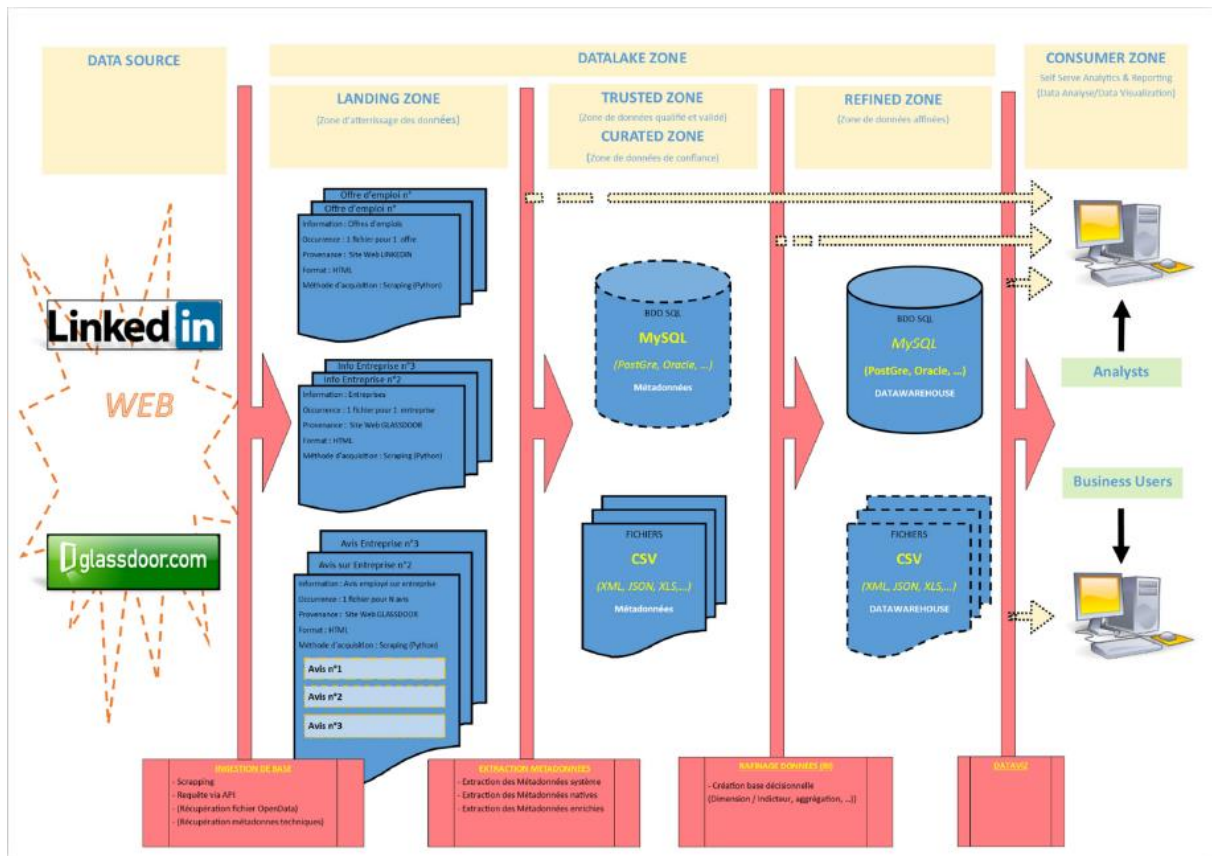 DATA SOURCE
DATALAKE ZONE
CONSUMER ZONE
Self Serve Analytics & Reporting
(Data Analyse/Data Visualization)
LANDING ZONE
(Zone d'atterrissage des données)
TRUSTED ZONE
(Zone de données qualifié et validé)
CURATED ZONE
(Zone de données de confiance)
REFINED ZONE
(Zone de données affinées)
Linked in
WEB
glassdoor.com
Offre d'emploi n°
Offre d'emploi n°
Information : Offres d'emplois
Occurrence : 1 fichier pour 1 offre
Provenance : Site Web LINKEDIN
Format : HTML
Méthode d'acquisition : Scraping (Python)
Info Entreprise n°3
Info Entreprise n°2
Information : Entreprises
Occurrence : 1 fichier pour 1 entreprise
Provenance : Site Web GLASSDOOR
Format : HTML
Méthode d'acquisition : Scraping (Python)
Avis Entreprise n°3
Avis sur Entreprise n°2
Information : Avis employé sur entreprise
Occurrence : 1 fichier pour N avis
Provenance : Site Web GLASSDOOR
Format : HTML
Méthode d'acquisition : Scraping (Python)
Avis n°1
Avis n°2
Avis n°3
BDD SQL
MySQL
(PostGre, Oracle, ...)
Métadonnées
FICHIERS
CSV
(XML, JSON, XLS,...)
Métadonnées
BDD SQL
MySQL
(PostGre, Oracle, ...)
DATAWAREHOUSE
FICHIERS
CSV
(XML, JSON, XLS,...)
DATAWAREHOUSE
Analysts
Business Users
INGESTION DE BASE
- Scrapping
- Requête via API
- (Récupération fichier OpenData)
- (Récupération métadonnes techniques)
EXTRACTION METADONNEES
- Extraction des Métadonnées système
- Extraction des Métadonnées natives
- Extraction des Métadonnées enrichies
RAFINAGE DONNÉES (BI)
- Création base décisionnelle
(Dimension / Indicteur, aggrégation, ...))
DATAVIZ